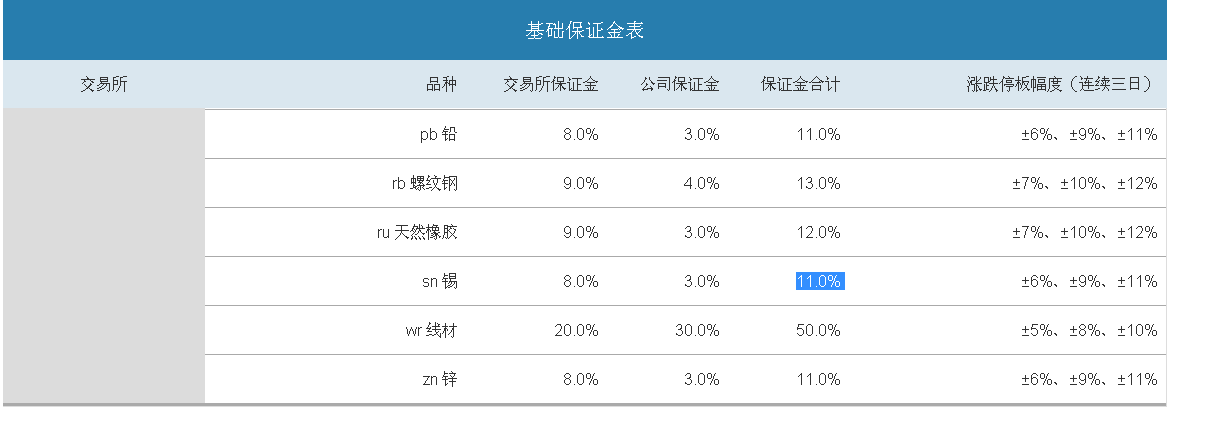 基础保证金表
交易所 品种 交易所保证金 公司保证金 保证金合计 涨跌停板幅度（连续三日）
pb 铅 8.0% 3.0% 11.0% ±6%、±9%、±11%
rb 螺纹钢 9.0% 4.0% 13.0% ±7%、±10%、±12%
ru 天然橡胶 9.0% 3.0% 12.0% ±7%、±10%、±12%
sn 锡 8.0% 3.0% 11.0% ±6%、±9%、±11%
wr 线材 20.0% 30.0% 50.0% ±5%、±8%、±10%
zn 锌 8.0% 3.0% 11.0% ±6%、±9%、±11%